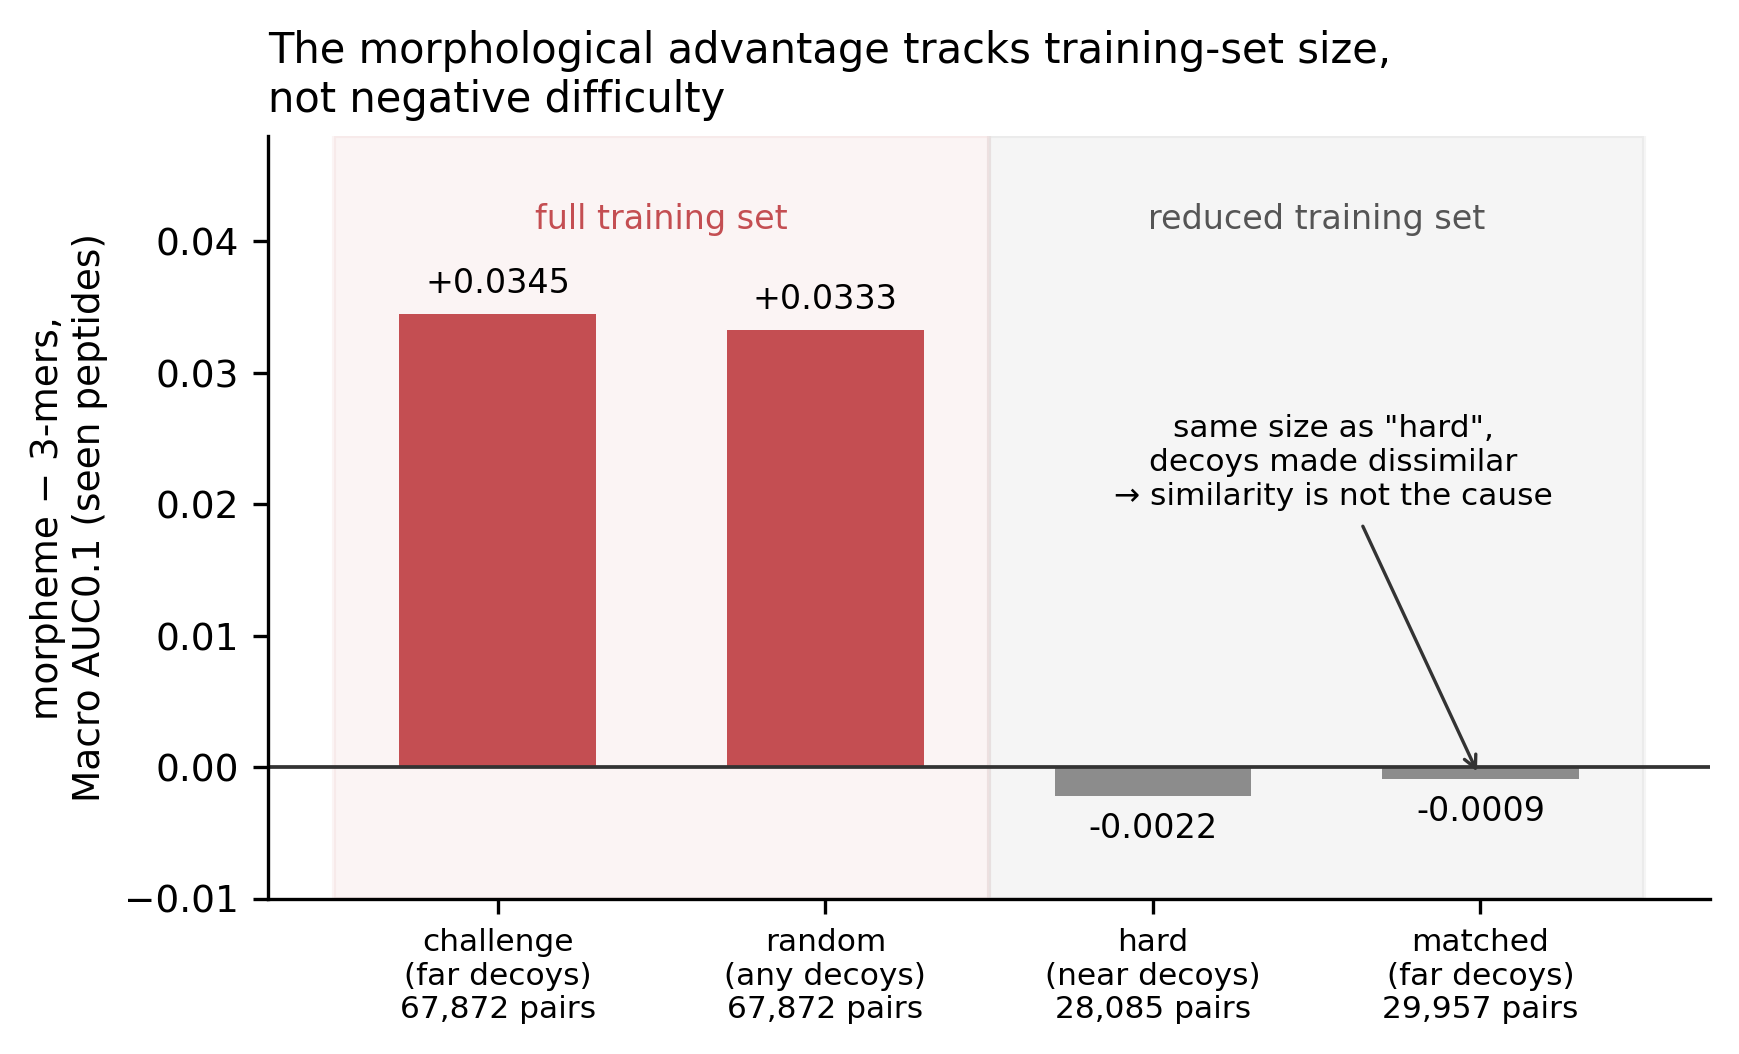 The morphological advantage tracks training-set size,
not negative difficulty
morpheme − 3-mers,
Macro AUC0.1 (seen peptides)
0.04
0.03
0.02
0.01
0.00
−0.01
full training set
reduced training set
+0.0345
+0.0333
same size as "hard",
decoys made dissimilar
→ similarity is not the cause
-0.0022
-0.0009
challenge
(far decoys)
67,872 pairs
random
(any decoys)
67,872 pairs
hard
(near decoys)
28,085 pairs
matched
(far decoys)
29,957 pairs